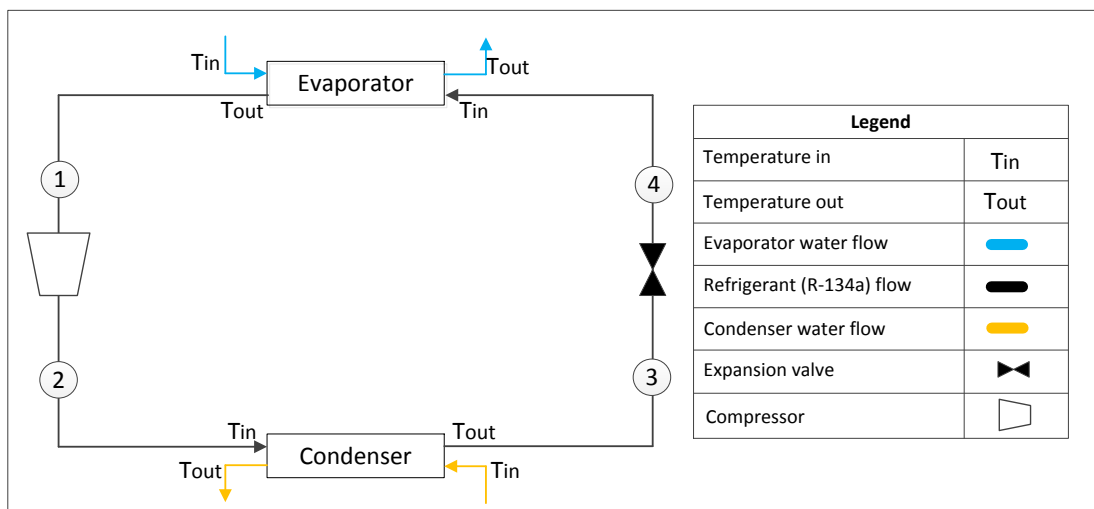 Tin
Tout
Evaporator
Tout
Tin
1
4
2
3
Tin
Tout
Condenser
Tout
Tin
Legend
Temperature in
Tin
Temperature out
Tout
Evaporator water flow
Refrigerant (R-134a) flow
Condenser water flow
Expansion valve
Compressor